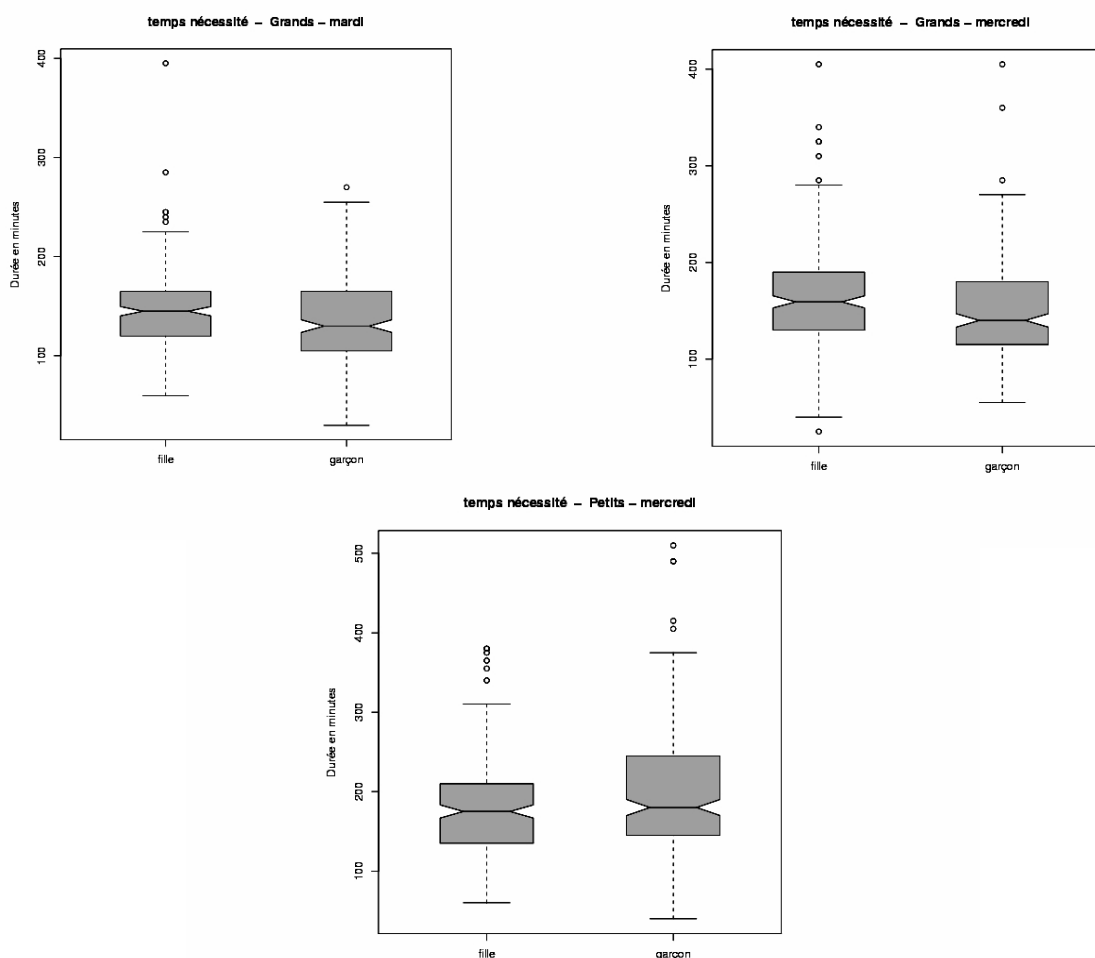 temps nécessité – Grands – mardi
400
300
200
100
Durée en minutes
fille
garçon
temps nécessité – Grands – mercredi
400
300
200
100
Durée en minutes
fille
garçon
temps nécessité – Petits – mercredi
500
400
300
200
100
Durée en minutes
fille
garçon